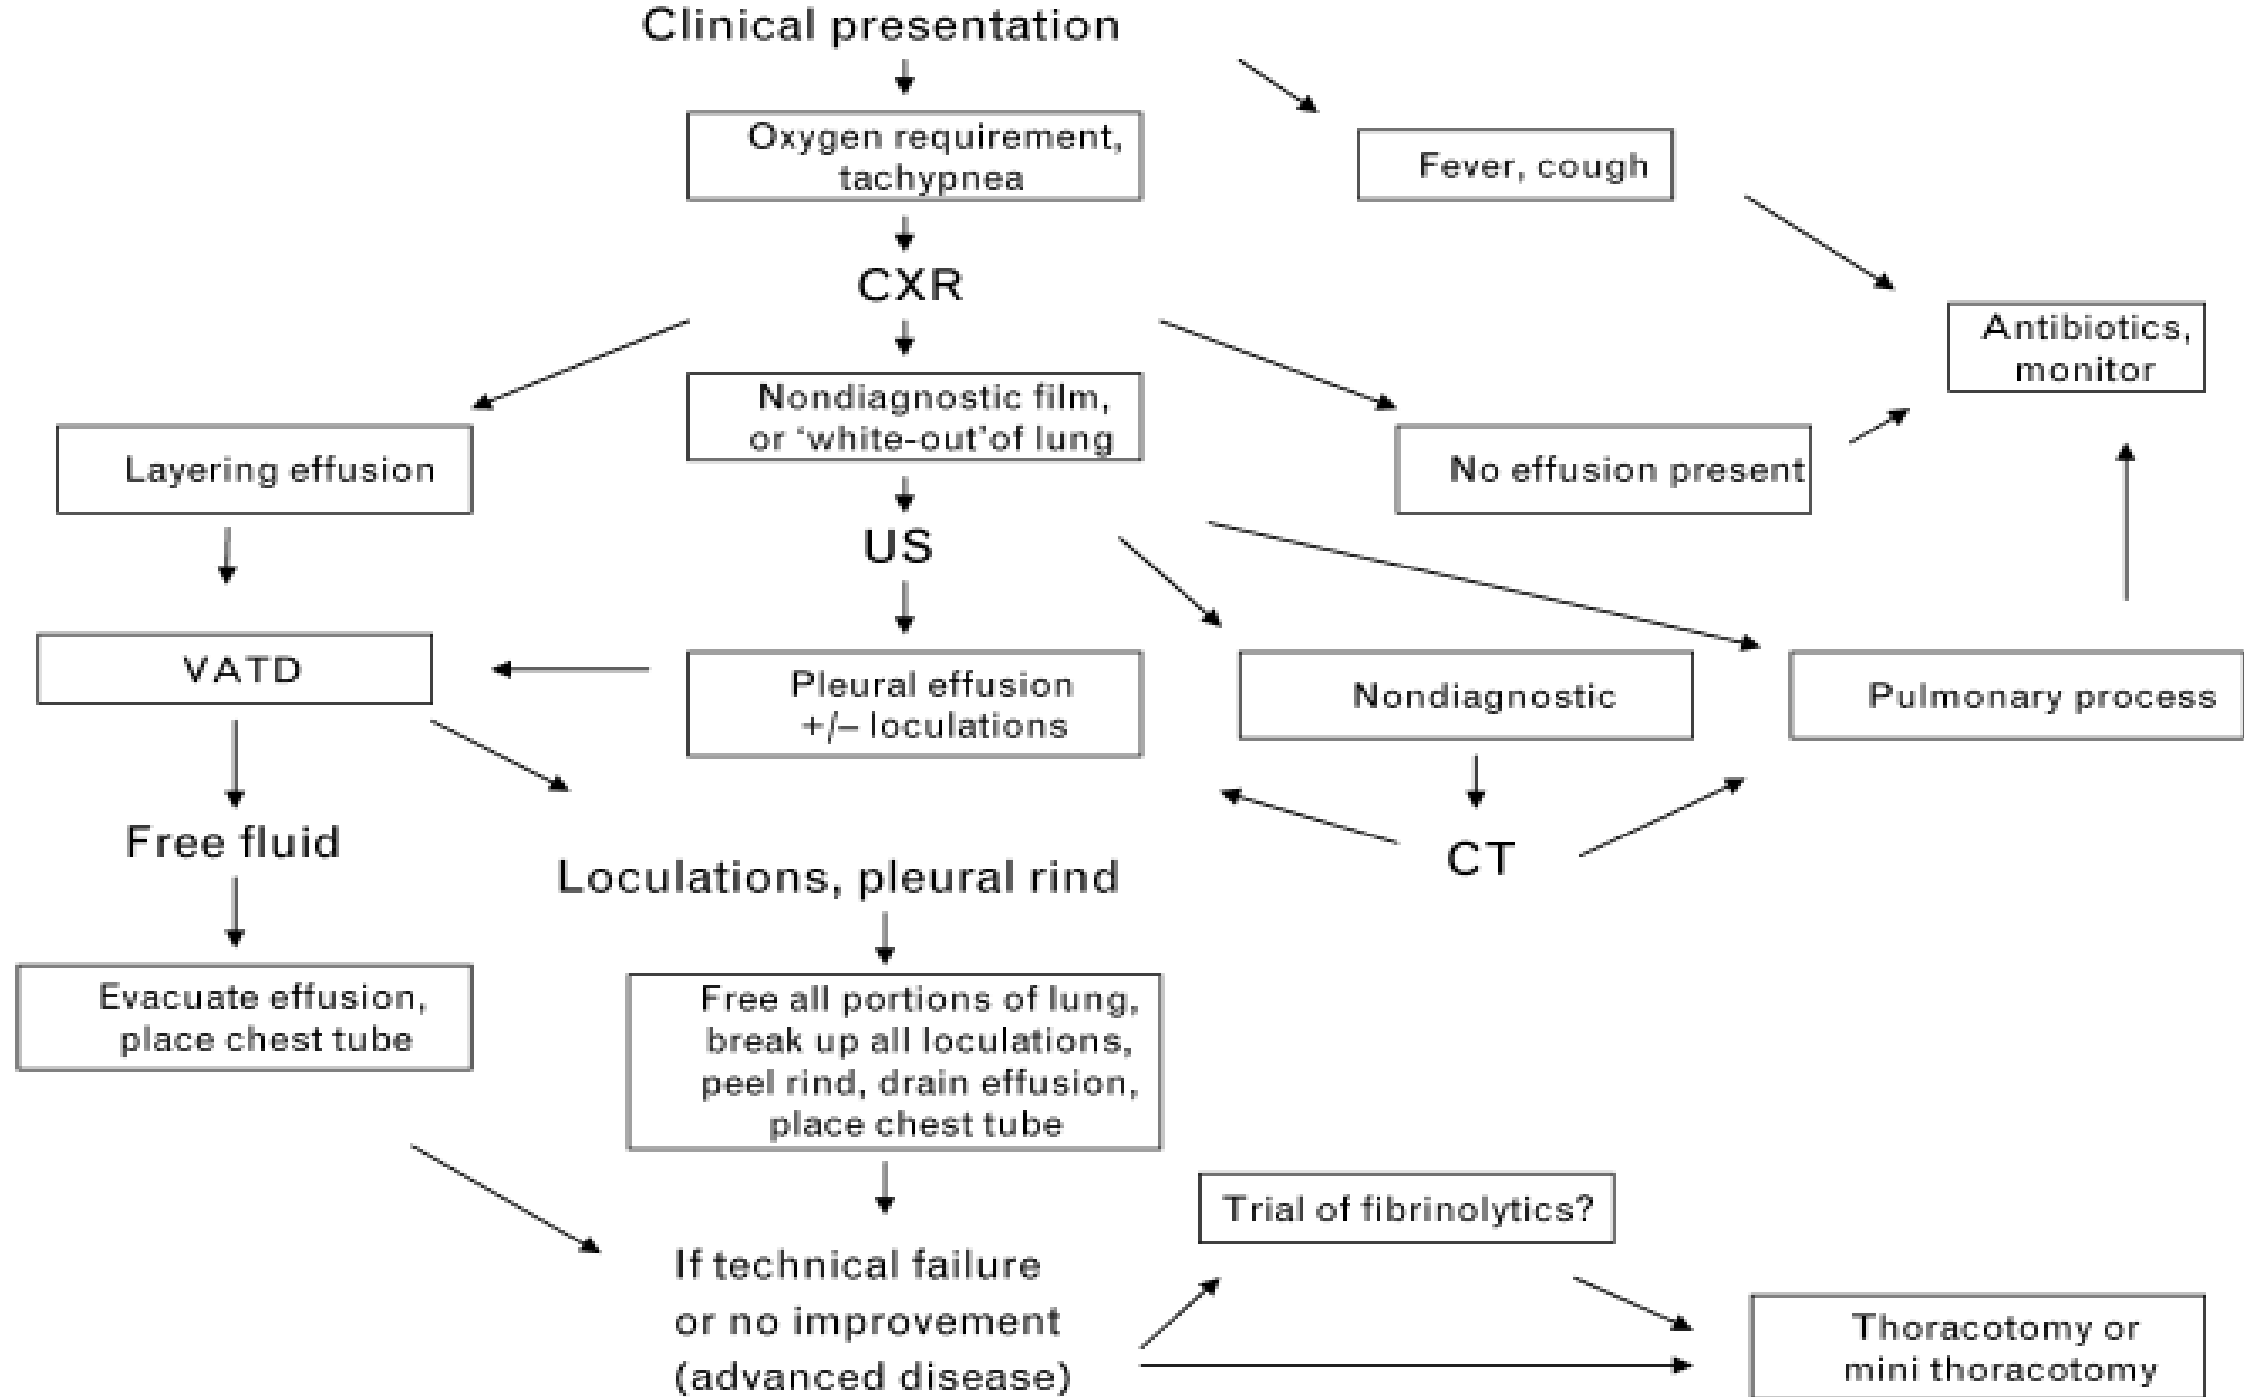 Clinical presentation
Oxygen requirement,
tachypnea
Fever, cough
CXR
Antibiotics,
monitor
Nondiagnostic film,
or ‘white-out’of lung
Layering effusion
No effusion present
US
VATD
Pleural effusion
+/– loculations
Nondiagnostic
Pulmonary process
Free fluid
CT
Loculations, pleural rind
Evacuate effusion,
place chest tube
Free all portions of lung,
break up all loculations,
peel rind, drain effusion,
place chest tube
Trial of fibrinolytics?
If technical failure
or no improvement
(advanced disease)
Thoracotomy or
mini thoracotomy